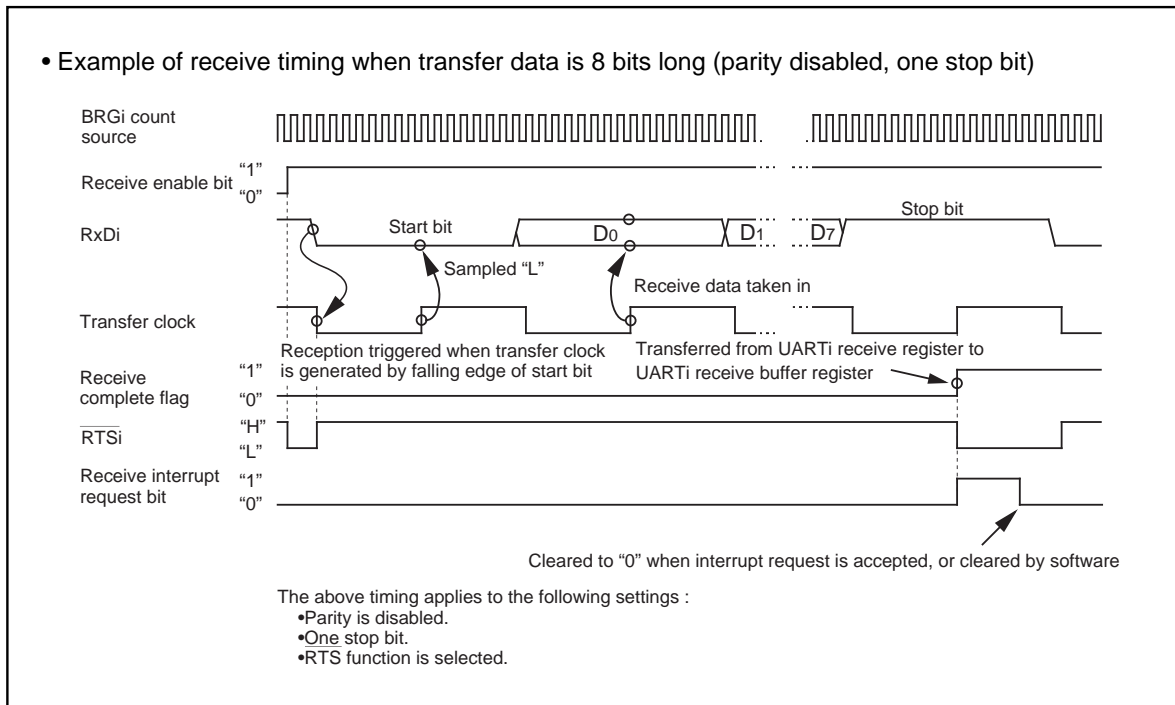 • Example of receive timing when transfer data is 8 bits long (parity disabled, one stop bit)
BRGi count
source
Receive enable bit
“1”
“0”
RxDi
Start bit
D0
D1
D7
Stop bit
Sampled “L”
Receive data taken in
Transfer clock
Reception triggered when transfer clock
is generated by falling edge of start bit
Transferred from UARTi receive register to
UARTi receive buffer register
Receive
complete flag
“1”
“0”
RTSi
“H”
“L”
Receive interrupt
request bit
“1”
“0”
Cleared to “0” when interrupt request is accepted, or cleared by software
The above timing applies to the following settings :
•Parity is disabled.
•One stop bit.
•RTS function is selected.